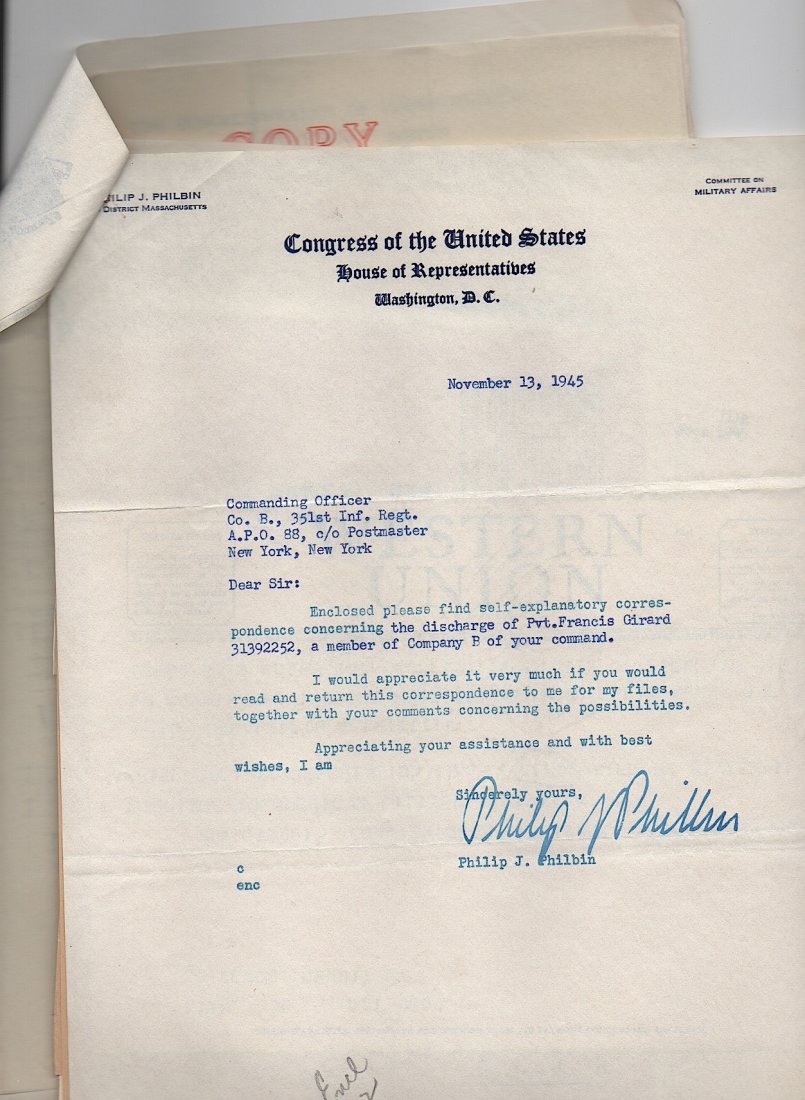 COPY
ILIP J. PHILBIN
DISTRICT MASSACHUSETTS
COMMITTEE ON
MILITARY AFFAIRS
Congress of the United States
House of Representatives
Washington, D. C.
November 13, 1945
Commanding Officer
Co. B., 351st Inf. Regt.
A.P.O. 88, c/o Postmaster
New York, New York
WESTERN
UNION
Dear Sir:
Enclosed please find self-explanatory corres-
pondence concerning the discharge of Pvt.Francis Girard
31392252, a member of Company B of your command.
I would appreciate it very much if you would
read and return this correspondence to me for my files,
together with your comments concerning the possibilities.
Appreciating your assistance and with best
wishes, I am
Sincerely yours,
Philip J Philbin
Philip J. Philbin
c
enc
Encl
2